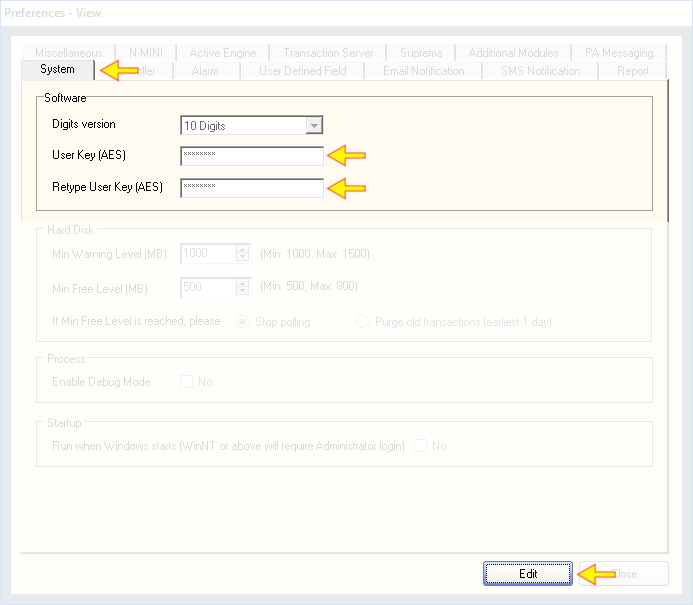 Preferences - View
Miscellaneous N-MINI Active Engine Transaction Server Suprema Additional Modules PA Messaging
System ller Alarm User Defined Field Email Notification SMS Notification Report
Software
Digits version 10 Digits
User Key (AES) ********
Retype User Key (AES) ********
Hard Disk
Min Warning Level (MB) 1000 (Min: 1000, Max: 1500)
Min Free Level (MB) 500 (Min: 500, Max: 800)
If Min Free Level is reached, please Stop polling Purge old transactions (earliest 1 day)
Process
Enable Debug Mode No
Startup
Run when Windows starts (WinNT or above will require Administrator login) No
Edit Close